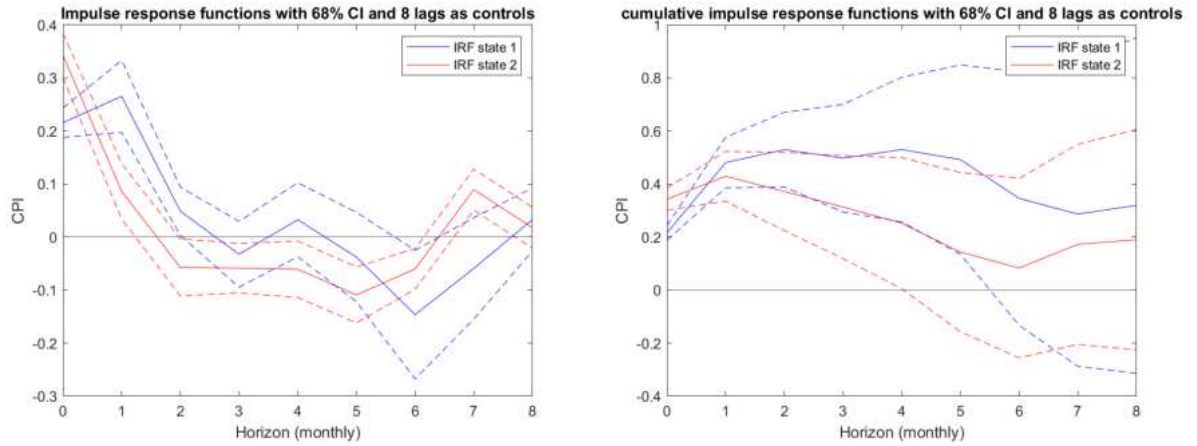 Impulse response functions with 68% CI and 8 lags as controls
IRF state 1
IRF state 2
0.4
0.3
0.2
0.1
0
-0.1
-0.2
-0.3
CPI
0 1 2 3 4 5 6 7 8
Horizon (monthly)
cumulative impulse response functions with 68% CI and 8 lags as controls
IRF state 1
IRF state 2
1
0.8
0.6
0.4
0.2
0
-0.2
-0.4
CPI
0 1 2 3 4 5 6 7 8
Horizon (monthly)